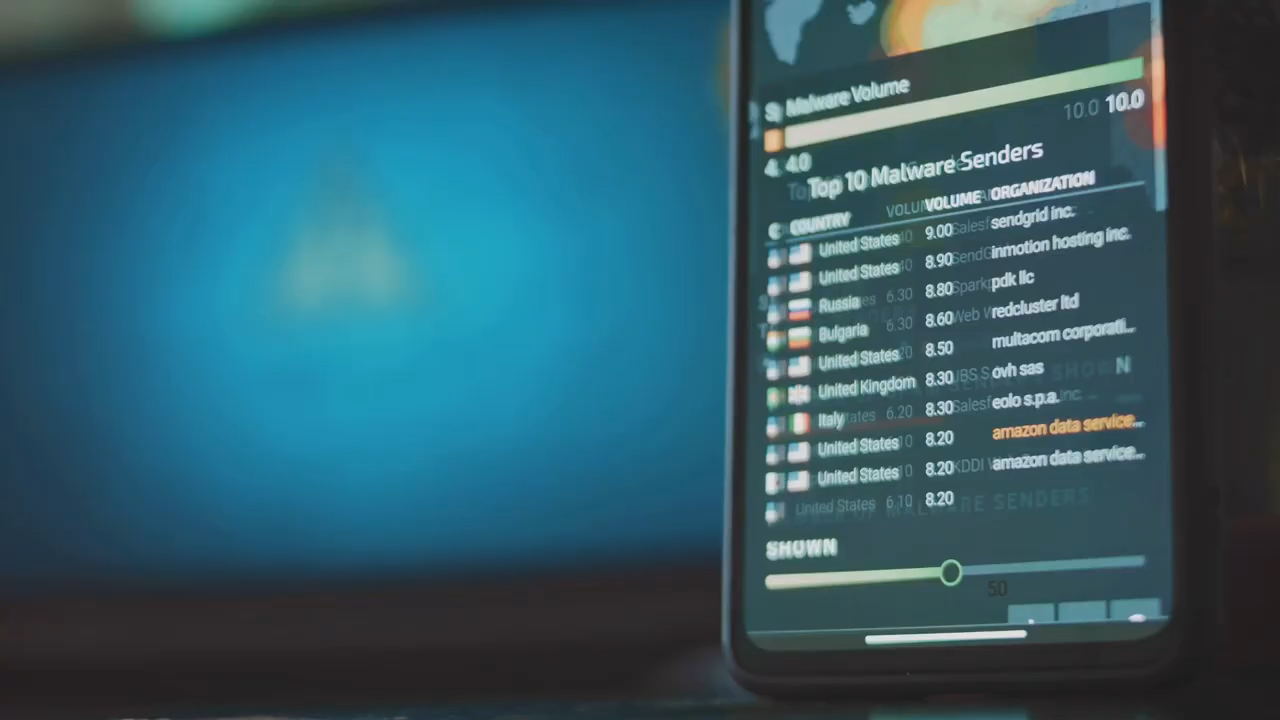 Malware Volume
10.0 10.0
4.0
Top 10 Malware Senders
COUNTRY VOLUME ORGANIZATION
United States 9.00 sendgrid inc.
United States 8.90 inmotion hosting inc.
Russia 6.30 8.80 pdk llc
Bulgaria 6.30 8.60 redcluster ltd
United States 8.50 multacom corporati...
United Kingdom 8.30 ovh sas
Italy 6.20 8.30 eolo s.p.a.
United States 8.20 amazon data service...
United States 8.20 amazon data service...
United States 6.10 8.20
SHOWN
50